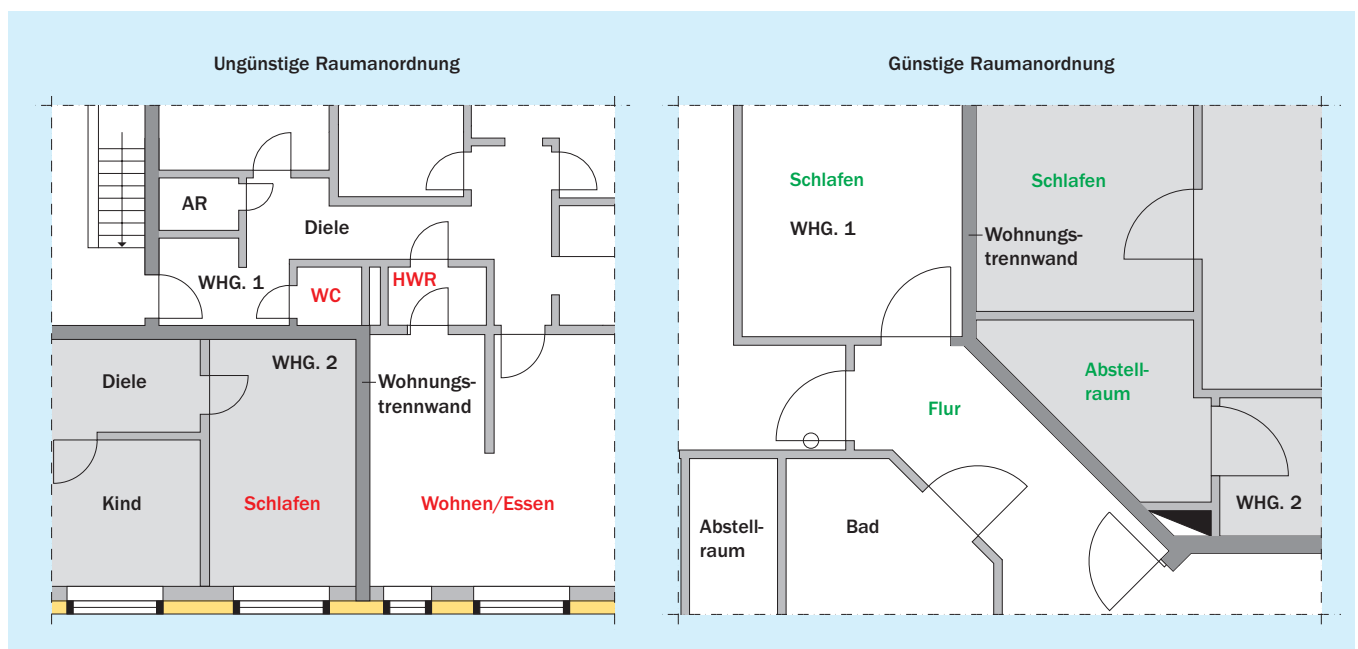 Ungünstige Raumanordnung
AR
Diele
WHG. 1
WC
HWR
WHG. 2
Diele
Wohnungs-
trennwand
Kind
Schlafen
Wohnen/Essen
Günstige Raumanordnung
Schlafen
Schlafen
WHG. 1
Wohnungs-
trennwand
Abstell-
raum
Flur
WHG. 2
Abstell-
raum
Bad